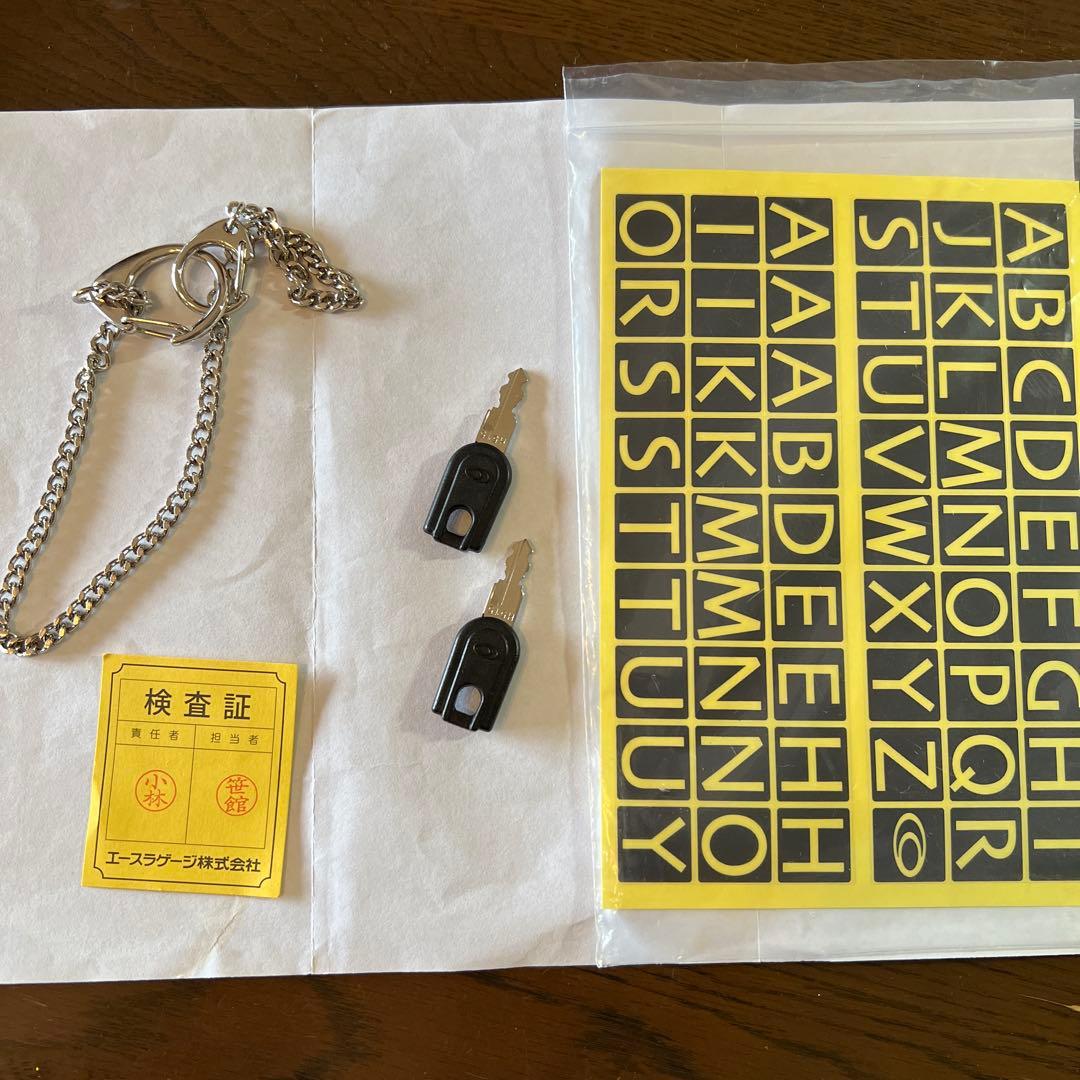 検査証
責任者 担当者
小林
笹館
エースラゲージ株式会社
A B C D E F G H I
J K L M N O P Q R
S T U V W X Y Z
A A A B D E E H H
I I K K M M N N O
O R S S T T U U Y